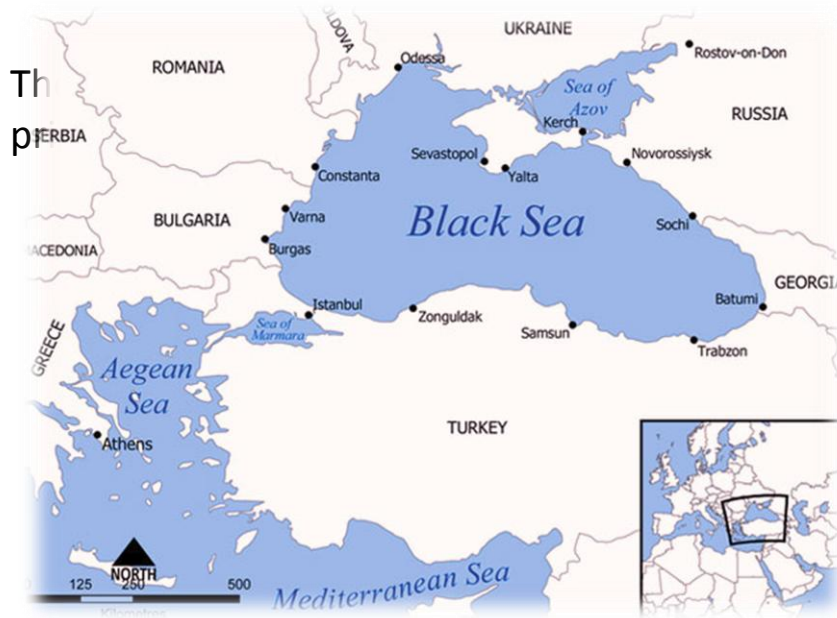 UKRAINE
ROMANIA
Odessa
Rostov-on-Don
Th
Sea of
Azov
RUSSIA
Kerch
SERBIA
Sevastopol
Novorossiysk
Constanta
Yalta
Varna
BULGARIA
Black Sea
Sochi
Burgas
GEORGI
Batumi
Istanbul
Zonguldak
Sea of
Marmara
Samsun
GREECE
Trabzon
Aegean
Sea
TURKEY
Athens
NORTH
125 250 500
Kilometres
Mediterranean Sea